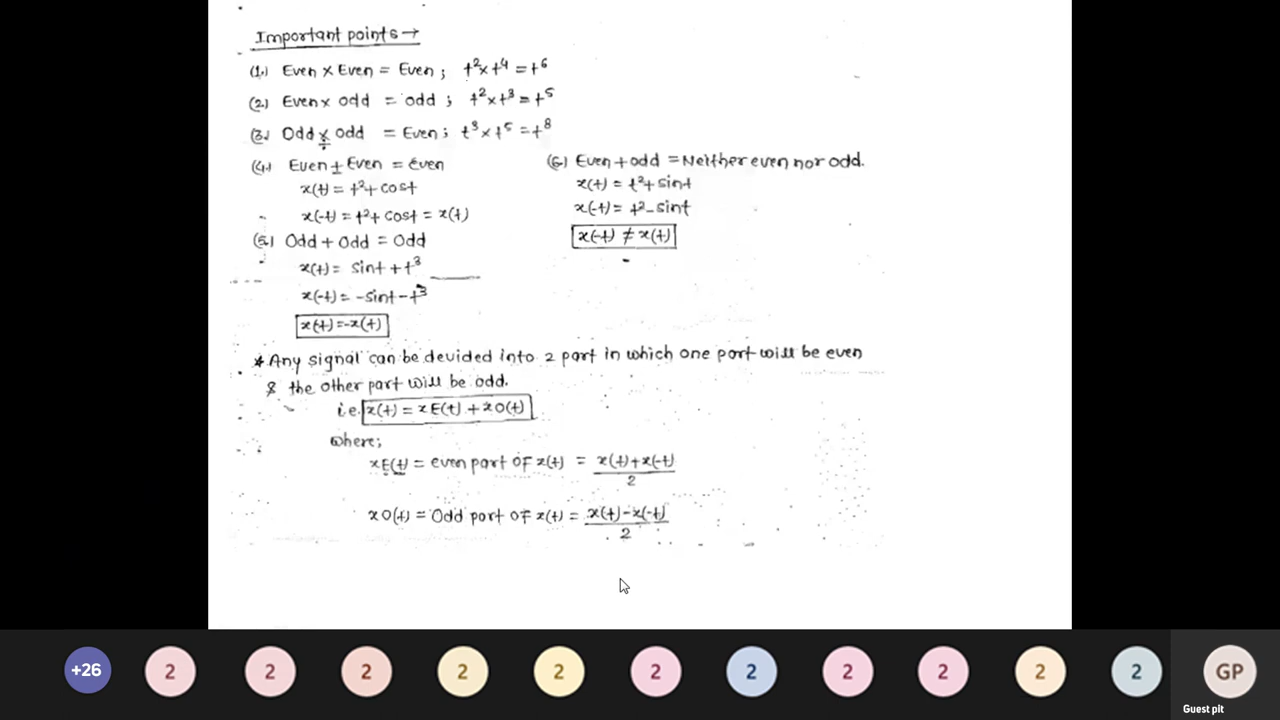 Important points →
(1.) Even × Even = Even ; t²×t⁴ = t⁶
(2.) Even × odd = odd ; t²×t³ = t⁵
(3.) Odd × odd = Even ; t³×t⁵ = t⁸
÷
(4.) Even ± Even = Even
x(t) = t²+cost
x(-t) = t²+cost = x(t)
(5.) Odd + Odd = Odd
x(t) = sint + t³
x(-t) = -sint - t³
x(-t) = -x(t)
(6.) Even + odd = Neither even nor odd.
x(t) = t²+sint
x(-t) = t²-sint
x(-t) ≠ x(t)
* Any signal can be devided into 2 part in which one part will be even
& the other part will be odd.
i.e. x(t) = xE(t) + xO(t)
where;
xE(t) = even part OF x(t) = x(t)+x(-t)
2
xO(t) = Odd part OF x(t) = x(t)-x(-t)
2
+26 2 2 2 2 2 2 2 2 2 2 2 GP
Guest pit